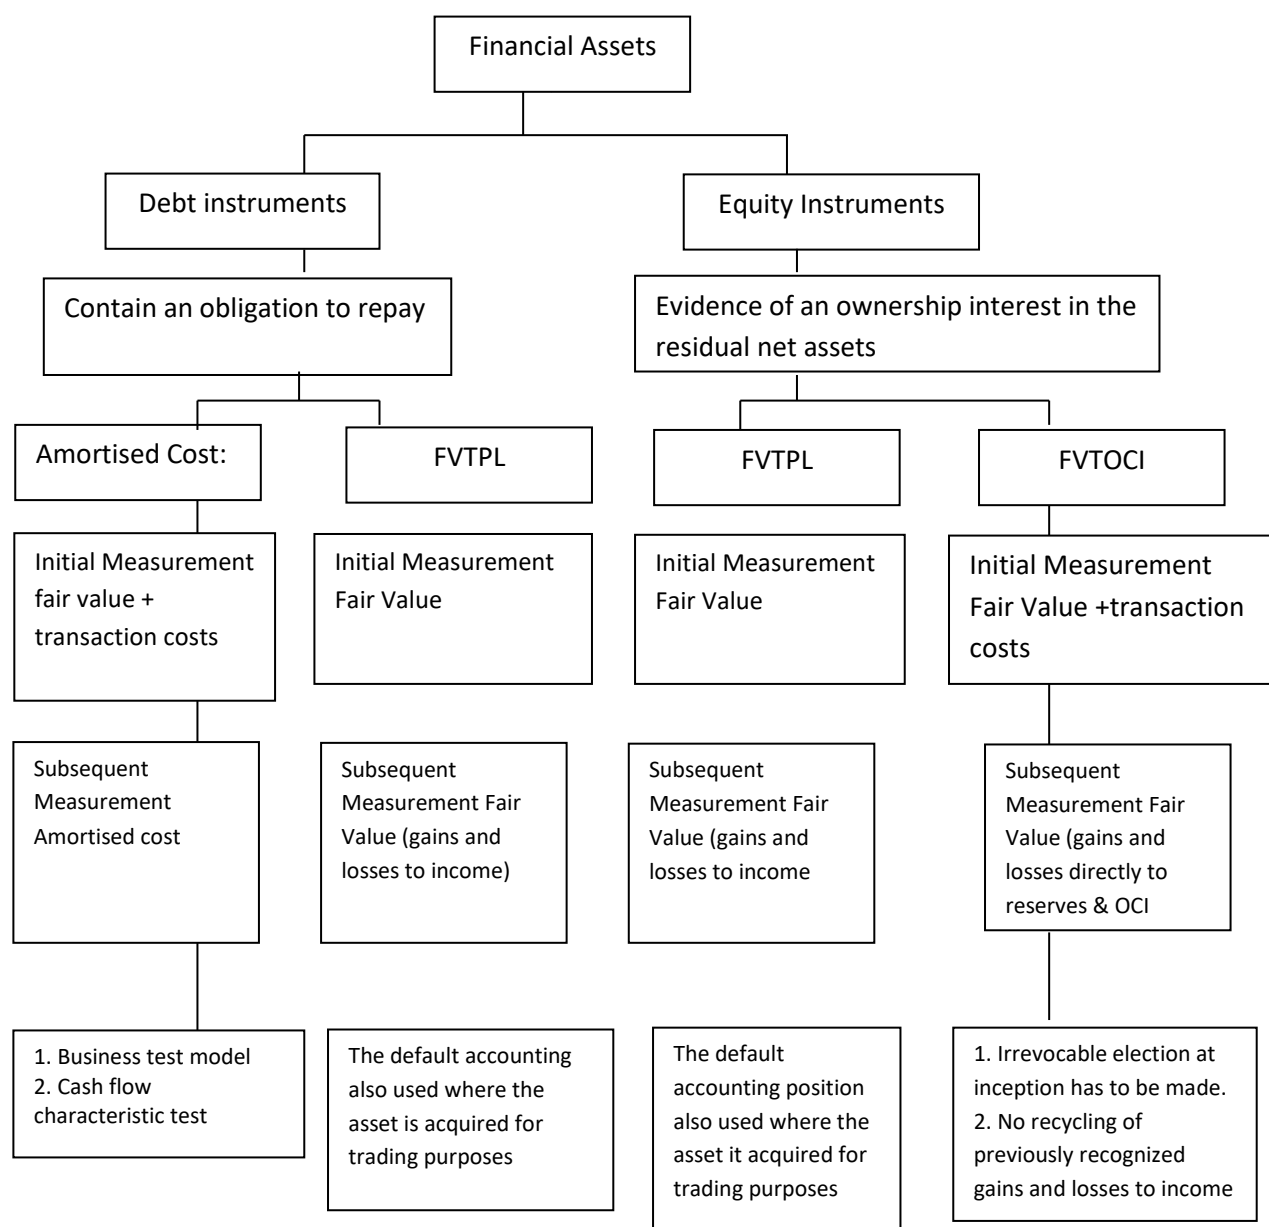 Financial Assets
Debt instruments
Equity Instruments
Contain an obligation to repay
Evidence of an ownership interest in the
residual net assets
Amortised Cost:
FVTPL
FVTPL
FVTOCI
Initial Measurement
fair value +
transaction costs
Initial Measurement
Fair Value
Initial Measurement
Fair Value
Initial Measurement
Fair Value +transaction
costs
Subsequent
Measurement
Amortised cost
Subsequent
Measurement Fair
Value (gains and
losses to income)
Subsequent
Measurement Fair
Value (gains and
losses to income
Subsequent
Measurement Fair
Value (gains and
losses directly to
reserves & OCI
1. Business test model
2. Cash flow
characteristic test
The default accounting
also used where the
asset is acquired for
trading purposes
The default
accounting position
also used where the
asset it acquired for
trading purposes
1. Irrevocable election at
inception has to be made.
2. No recycling of
previously recognized
gains and losses to income